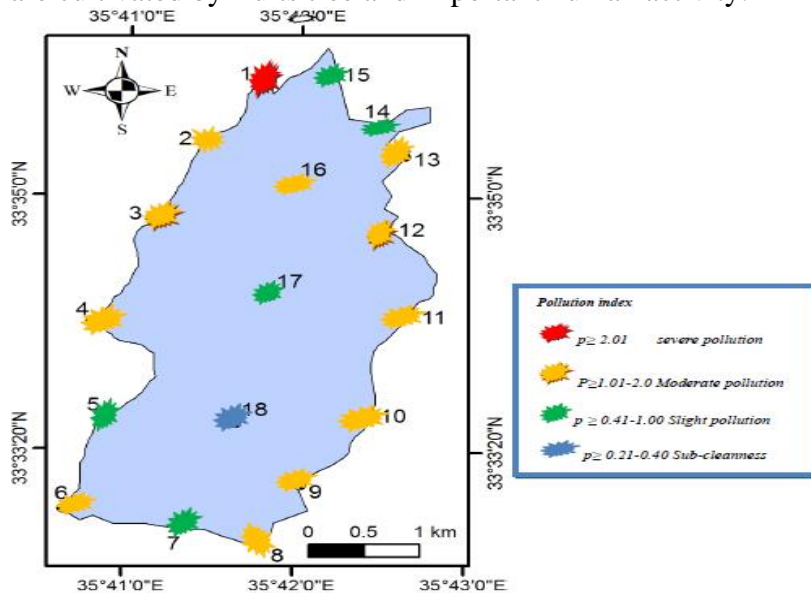 35°41'0"E 35°42'30"E
N
W E
S
1
15
14
2
13
16
33°35'0"N
33°35'0"N
3
12
17
4
11
Pollution index
p≥ 2.01 severe pollution
P≥1.01-2.0 Moderate pollution
p ≥ 0.41-1.00 Slight pollution
p≥ 0.21-0.40 Sub-cleanness
5
18
10
33°33'20"N
33°33'20"N
6
9
7
8
0 0.5 1 km
35°41'0"E 35°42'0"E 35°43'0"E